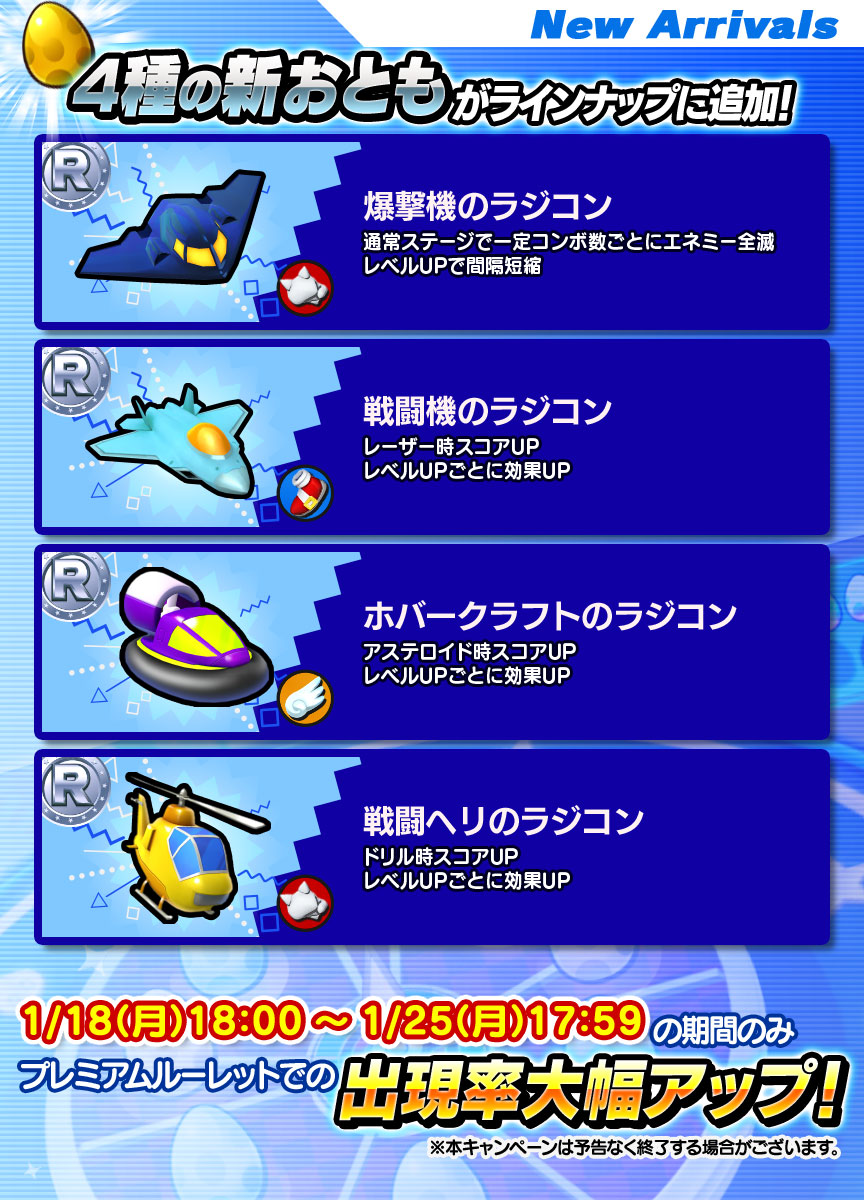 New Arrivals
4種の新おともがラインナップに追加!
R
爆撃機のラジコン
通常ステージで一定コンボ数ごとにエネミー全滅
レベルUPで間隔短縮
R
戦闘機のラジコン
レーザー時スコアUP
レベルUPごとに効果UP
R
ホバークラフトのラジコン
アステロイド時スコアUP
レベルUPごとに効果UP
R
戦闘ヘリのラジコン
ドリル時スコアUP
レベルUPごとに効果UP
1/18(月)18:00 ~ 1/25(月)17:59 の期間のみ
プレミアムルーレットでの 出現率大幅アップ!
※本キャンペーンは予告なく終了する場合がございます。